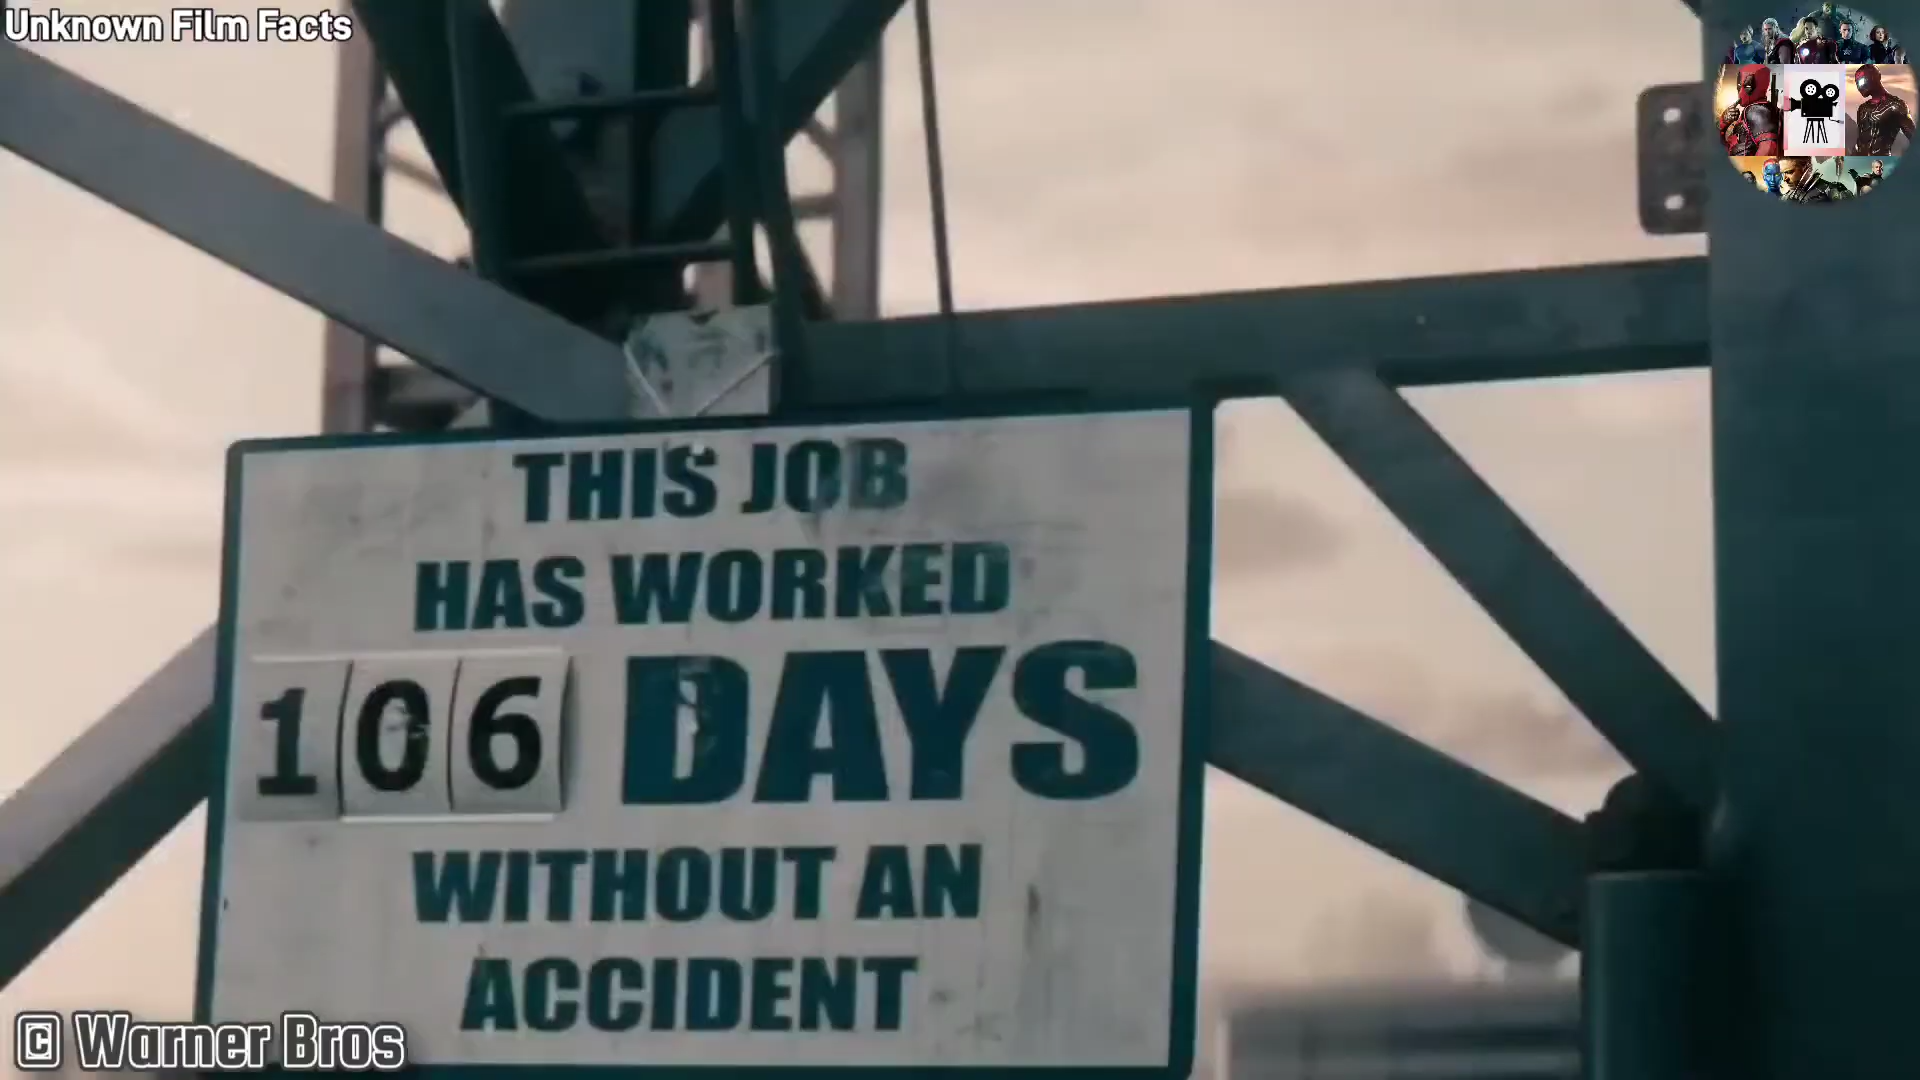 Unknown Film Facts
THIS JOB
HAS WORKED
106 DAYS
WITHOUT AN
ACCIDENT
© Warner Bros